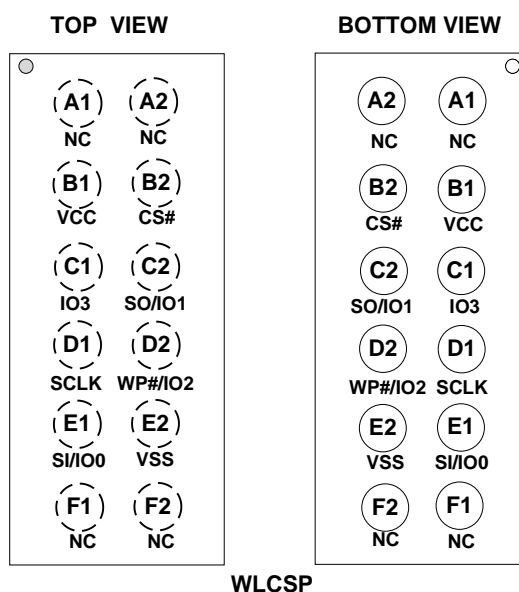 TOP VIEW
A1 A2
NC NC
B1 B2
VCC CS#
C1 C2
IO3 SO/IO1
D1 D2
SCLK WP#/IO2
E1 E2
SI/IO0 VSS
F1 F2
NC NC
BOTTOM VIEW
A2 A1
NC NC
B2 B1
CS# VCC
C2 C1
SO/IO1 IO3
D2 D1
WP#/IO2 SCLK
E2 E1
VSS SI/IO0
F2 F1
NC NC
WLCSP